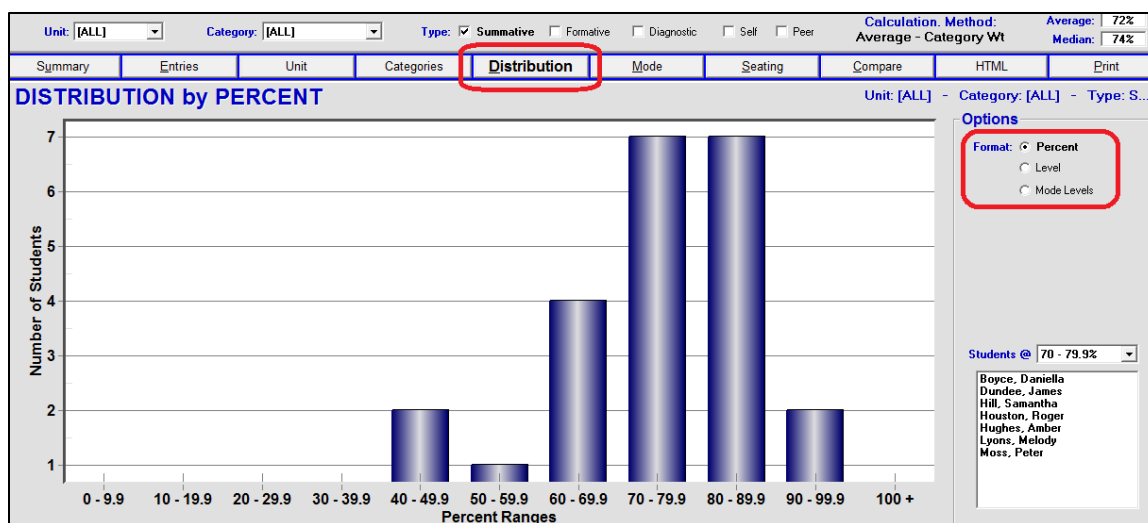 Unit: [ALL] Category: [ALL] Type: Summative Formative Diagnostic Self Peer Calculation. Method: Average: 72%
Average - Category Wt Median: 74%
Summary Entries Unit Categories Distribution Mode Seating Compare HTML Print
DISTRIBUTION by PERCENT Unit: [ALL] - Category: [ALL] - Type: S...
Options
Format: Percent
Level
Mode Levels
Number of Students
7
6
5
4
3
2
1
0 - 9.9 10 - 19.9 20 - 29.9 30 - 39.9 40 - 49.9 50 - 59.9 60 - 69.9 70 - 79.9 80 - 89.9 90 - 99.9 100 +
Percent Ranges
Students @ 70 - 79.9%
Boyce, Daniella
Dundee, James
Hill, Samantha
Houston, Roger
Hughes, Amber
Lyons, Melody
Moss, Peter